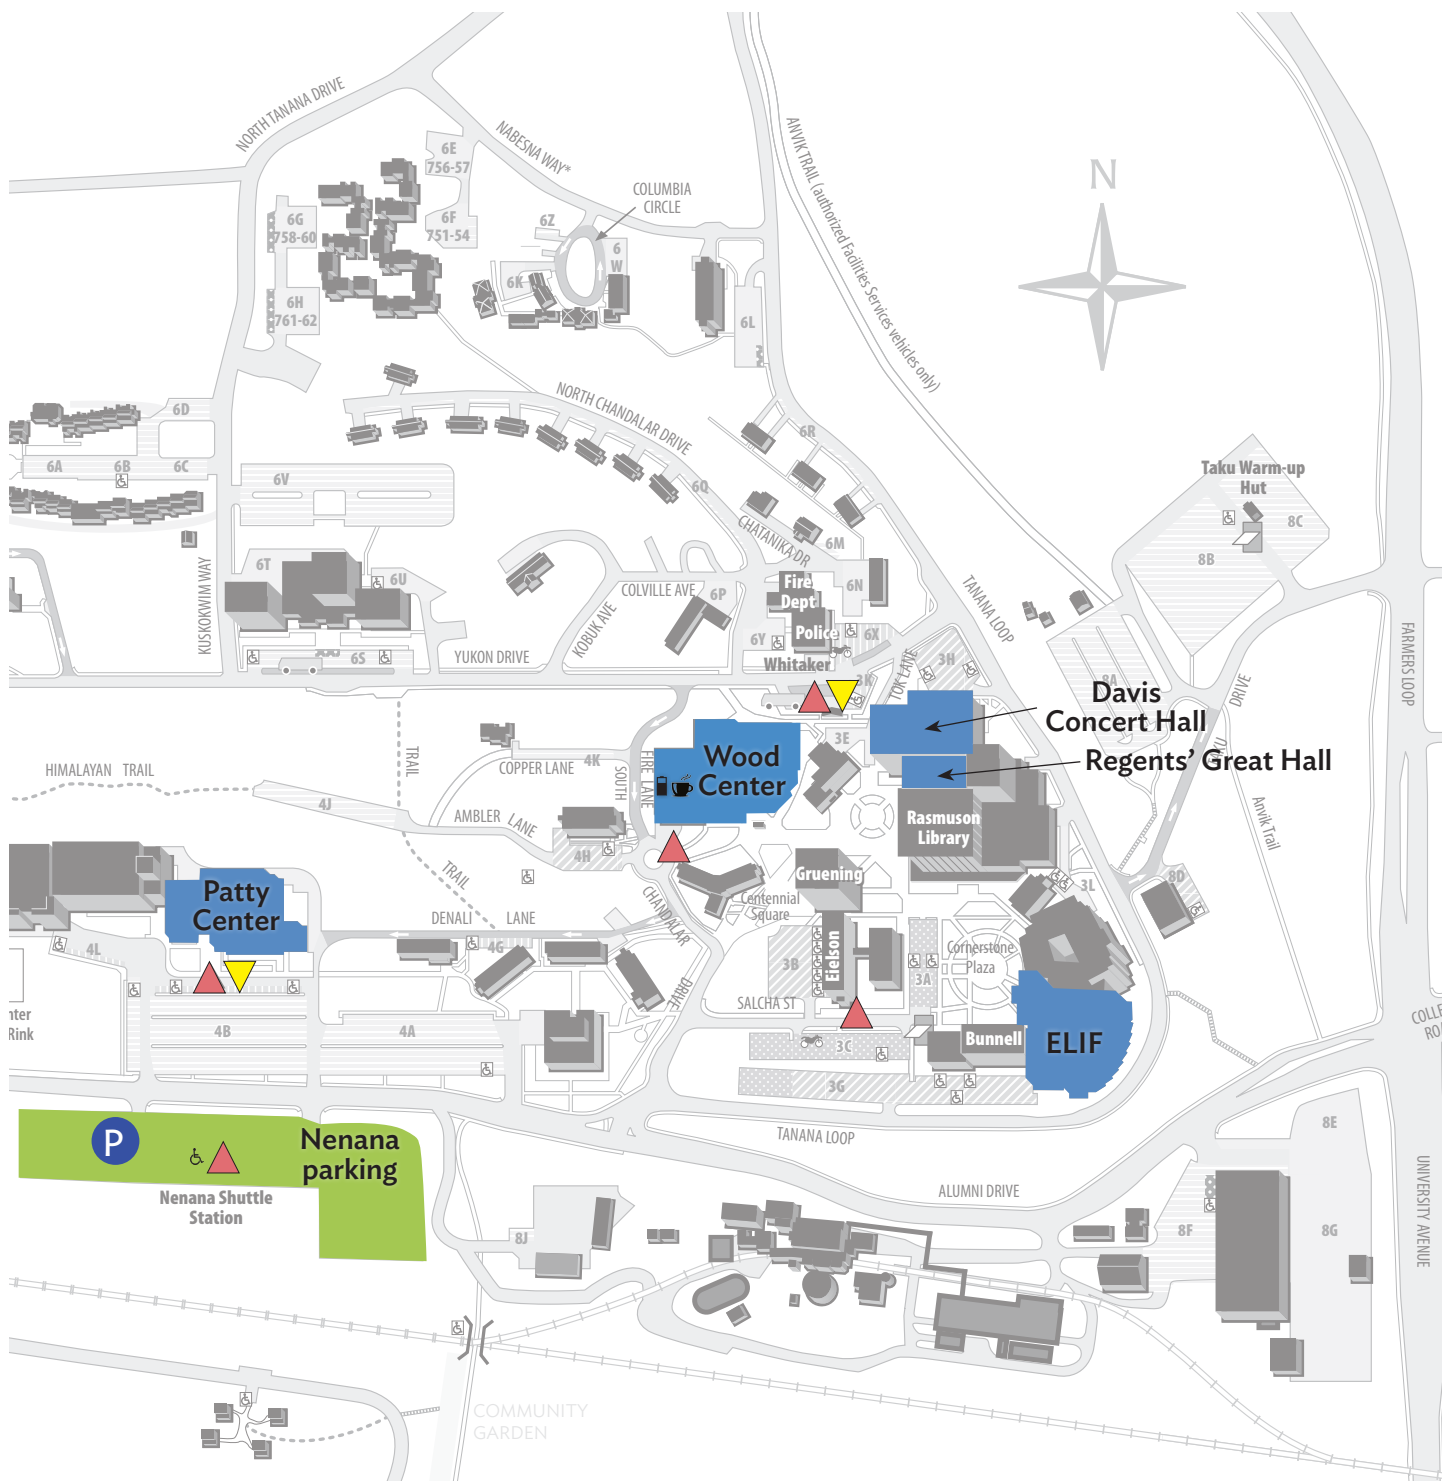 NORTH TANANA DRIVE
NABESNA WAY*
ANVIK TRAIL (authorized Facilities Services vehicles only)
N
6E
756-57
COLUMBIA
CIRCLE
6G
758-60
6F
751-54
6Z
6
W
6K
6H
761-62
6L
NORTH CHANDALAR DRIVE
6D
6R
6A
6B
6C
6V
6Q
Taku Warm-up
Hut
8C
8B
CHATANIKA DR
6M
KUSKOKWIM WAY
6T
6U
COLVILLE AVE
6P
Fire
Dept
6N
TANANA LOOP
FARMERS LOOP
KOBUK AVE
6Y
Police
6X
6S
YUKON DRIVE
Whitaker
3K
TOK LANE
3H
8A
TAKU
DRIVE
Davis
Concert Hall
Regents' Great Hall
TRAIL
COPPER LANE
4K
SOUTH
FIRE LANE
Wood
Center
3E
HIMALAYAN TRAIL
4J
AMBLER LANE
4H
Rasmuson
Library
Anvik Trail
TRAIL
Patty
Center
Gruening
CHANDALAR
DRIVE
Centennial
Square
3L
8D
DENALI LANE
4L
4G
3B
Eielson
Cornerstone
Plaza
3A
nter
Rink
SALCHA ST
COLLE
RO
4B
4A
3C
Bunnell
ELIF
3G
P
Nenana
parking
Nenana Shuttle
Station
TANANA LOOP
ALUMNI DRIVE
8E
UNIVERSITY AVENUE
8J
8F
8G
COMMUNITY
GARDEN